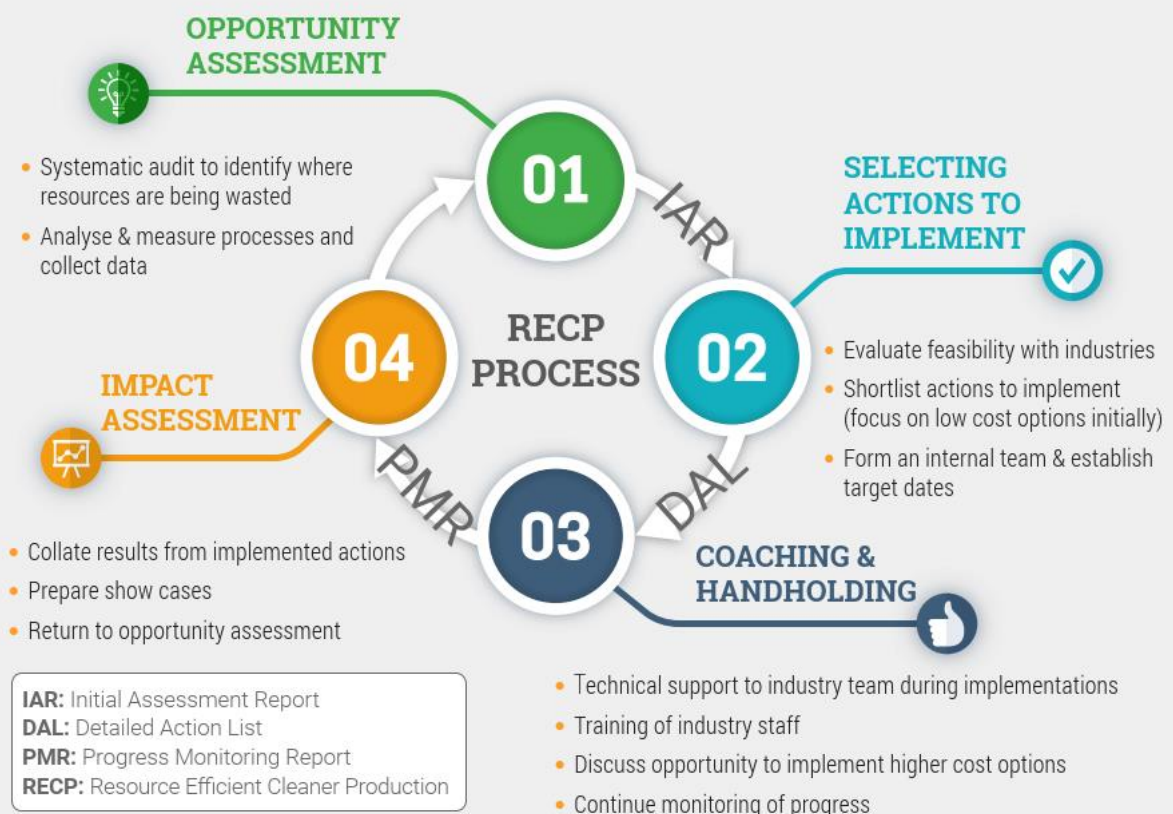 OPPORTUNITY
ASSESSMENT
• Systematic audit to identify where
resources are being wasted
• Analyse & measure processes and
collect data
01
IAR
SELECTING
ACTIONS TO
IMPLEMENT
02
• Evaluate feasibility with industries
• Shortlist actions to implement
(focus on low cost options initially)
• Form an internal team & establish
target dates
RECP
PROCESS
DAL
03
COACHING &
HANDHOLDING
• Technical support to industry team during implementations
• Training of industry staff
• Discuss opportunity to implement higher cost options
• Continue monitoring of progress
PMR
04
IMPACT
ASSESSMENT
• Collate results from implemented actions
• Prepare show cases
• Return to opportunity assessment
IAR: Initial Assessment Report
DAL: Detailed Action List
PMR: Progress Monitoring Report
RECP: Resource Efficient Cleaner Production